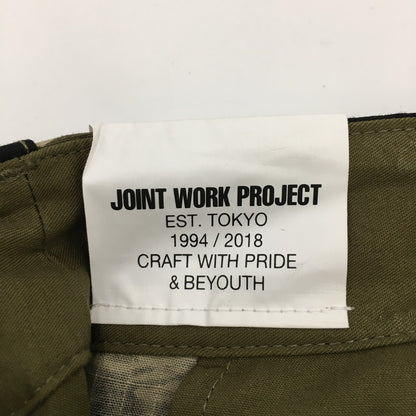 JOINT WORK PROJECT
EST. TOKYO
1994 / 2018
CRAFT WITH PRIDE
& BEYOUTH